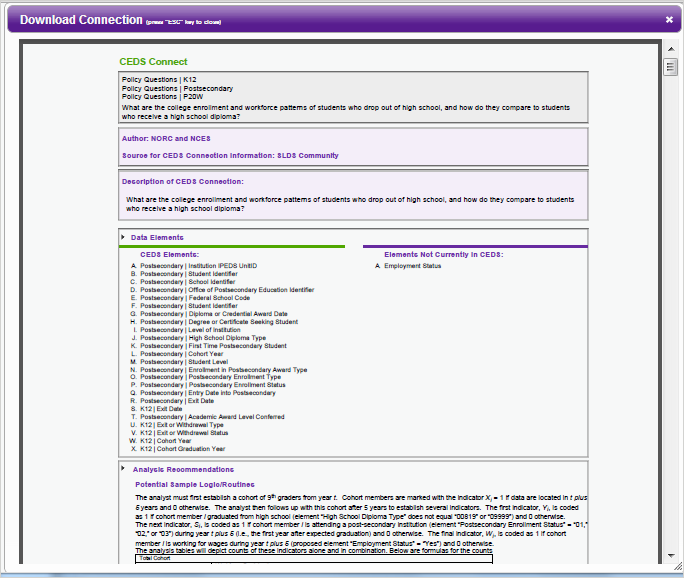 Download Connection (press "ESC" key to close)
CEDS Connect
Policy Questions | K12
Policy Questions | Postsecondary
Policy Questions | P20W
What are the college enrollment and workforce patterns of students who drop out of high school, and how do they compare to students
who receive a high school diploma?
Author: NORC and NCES
Source for CEDS Connection Information: SLDS Community
Description of CEDS Connection:
What are the college enrollment and workforce patterns of students who drop out of high school, and how do they compare to students
who receive a high school diploma?
Data Elements
CEDS Elements:
A. Postsecondary | Institution IPEDS UnitID
B. Postsecondary | Student Identifier
C. Postsecondary | School Identifier
D. Postsecondary | Office of Postsecondary Education Identifier
E. Postsecondary | Federal School Code
F. Postsecondary | Student Identifier
G. Postsecondary | Diploma or Credential Award Date
H. Postsecondary | Degree or Certificate Seeking Student
I. Postsecondary | Level of Institution
J. Postsecondary | High School Diploma Type
K. Postsecondary | First Time Postsecondary Student
L. Postsecondary | Cohort Year
M. Postsecondary | Student Level
N. Postsecondary | Enrollment in Postsecondary Award Type
O. Postsecondary | Postsecondary Enrollment Type
P. Postsecondary | Postsecondary Enrollment Status
Q. Postsecondary | Entry Date into Postsecondary
R. Postsecondary | Exit Date
S. K12 | Exit Date
T. Postsecondary | Academic Award Level Conferred
U. K12 | Exit or Withdrawal Type
V. K12 | Exit or Withdrawal Status
W. K12 | Cohort Year
X. K12 | Cohort Graduation Year
Elements Not Currently in CEDS:
A. Employment Status
Analysis Recommendations
Potential Sample Logic/Routines
The analyst must first establish a cohort of 9th graders from year t. Cohort members are marked with the indicator Xi = 1 if data are located in t plus
5 years and 0 otherwise. The analyst then follows up with this cohort after 5 years to establish several indicators. The first indicator, Yi, is coded
as 1 if cohort member i graduated from high school (element "High School Diploma Type" does not equal "00819" or "09999") and 0 otherwise.
The next indicator, Si, is coded as 1 if cohort member i is attending a post-secondary institution (element "Postsecondary Enrollment Status" = "01,"
"02," or "03") during year t plus 5 (i.e., the first year after expected graduation) and 0 otherwise. The final indicator, Wi, is coded as 1 if cohort
member i is working for wages during year t plus 5 (proposed element "Employment Status" = "Yes") and 0 otherwise.
The analysis tables will depict counts of these indicators alone and in combination. Below are formulas for the counts
Total Cohort